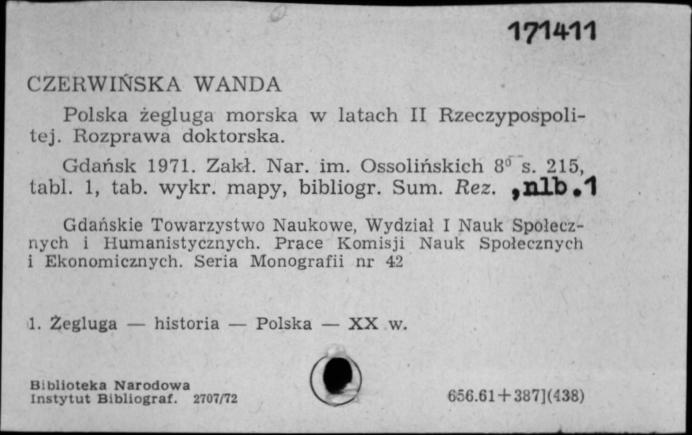 171411
CZERWIŃSKA WANDA
Polska żegluga morska w latach II Rzeczypospoli-
tej. Rozprawa doktorska.
Gdańsk 1971. Zakł. Nar. im. Ossolińskich 8° s. 215,
tabl. 1, tab. wykr. mapy, bibliogr. Sum. Rez. ,nlb.1
Gdańskie Towarzystwo Naukowe, Wydział I Nauk Społecz-
nych i Humanistycznych. Prace Komisji Nauk Społecznych
i Ekonomicznych. Seria Monografii nr 42
1. Żegluga — historia — Polska — XX w.
Biblioteka Narodowa
Instytut Bibliograf. 2707/72
656.61+387](438)